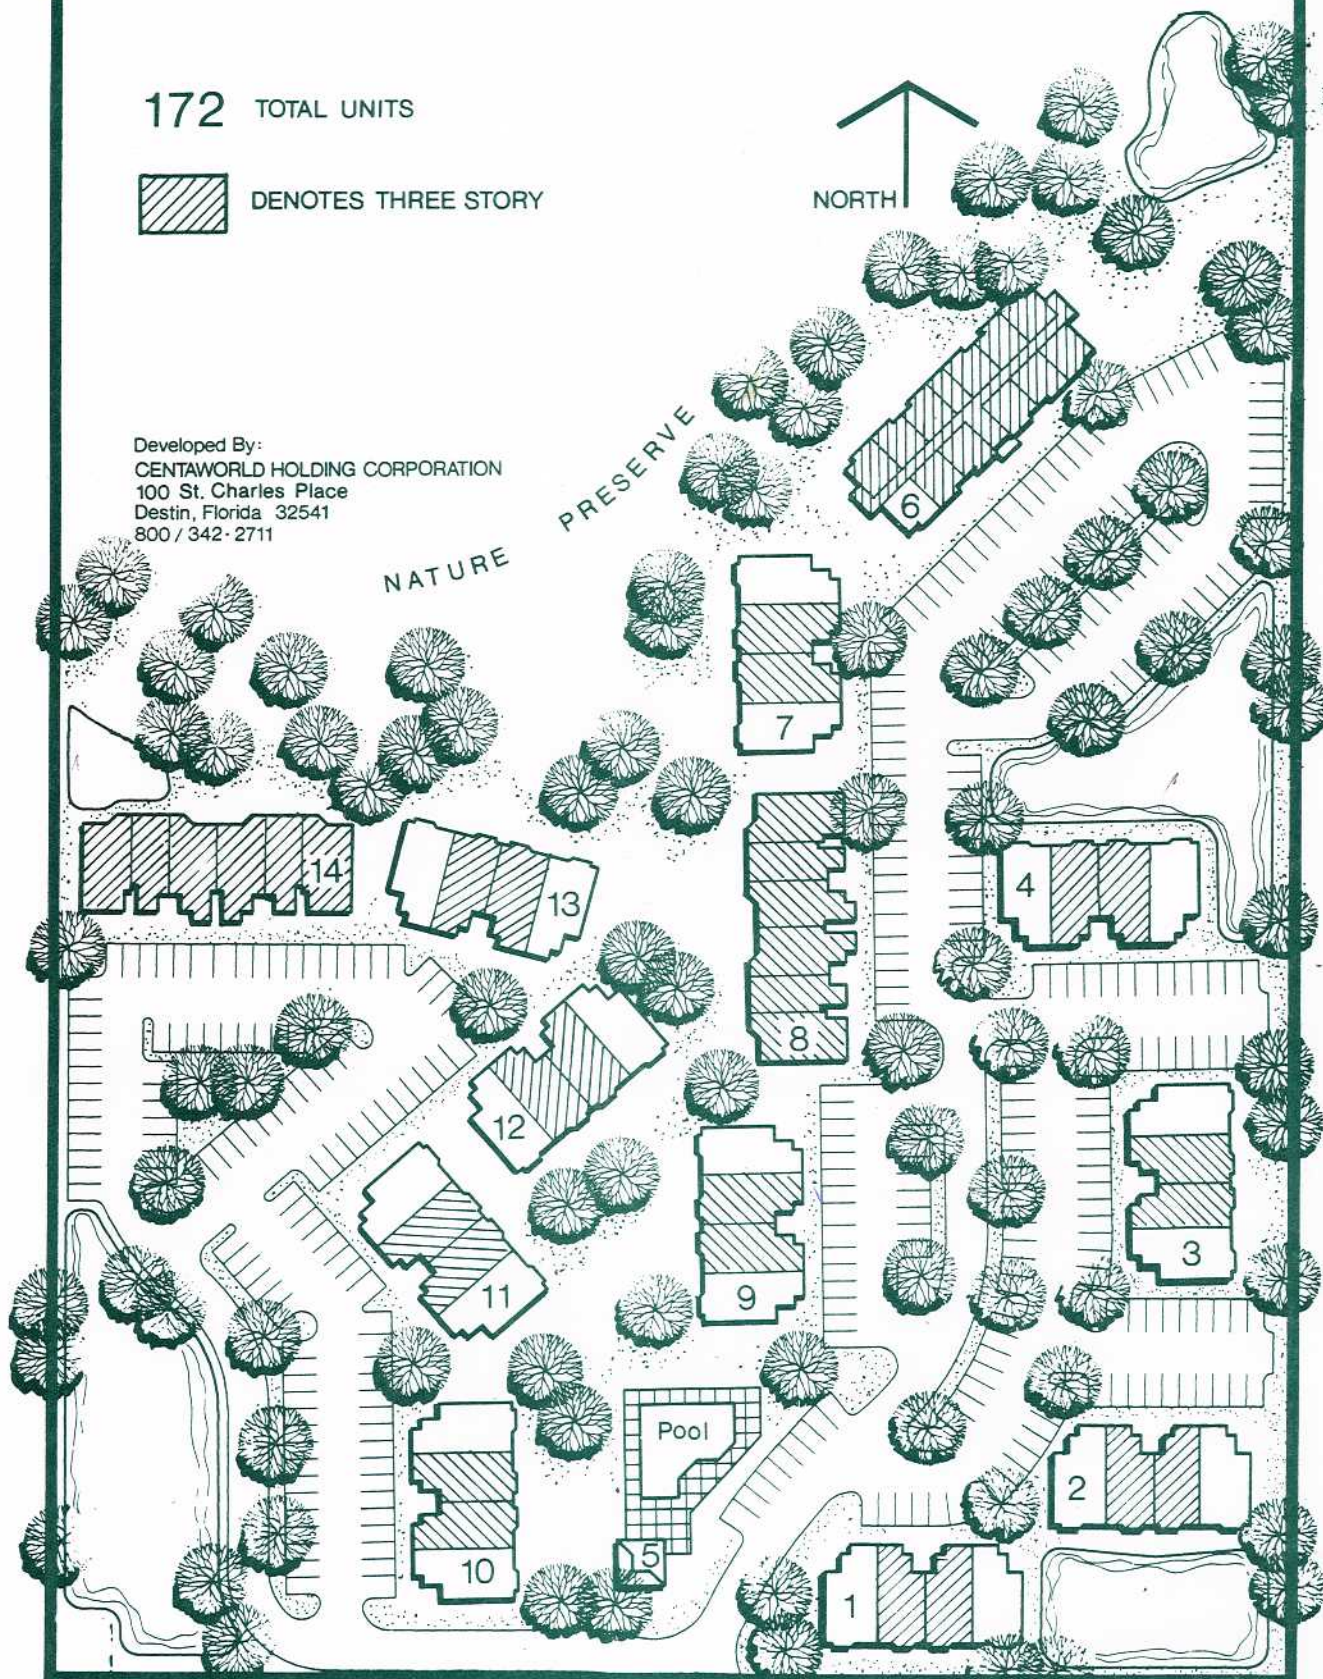 172 TOTAL UNITS
DENOTES THREE STORY
NORTH
Developed By:
CENTAWORLD HOLDING CORPORATION
100 St. Charles Place
Destin, Florida 32541
800 / 342-2711
NATURE PRESERVE
6
7
14
13
4
8
12
3
11
9
Pool
2
5
10
1